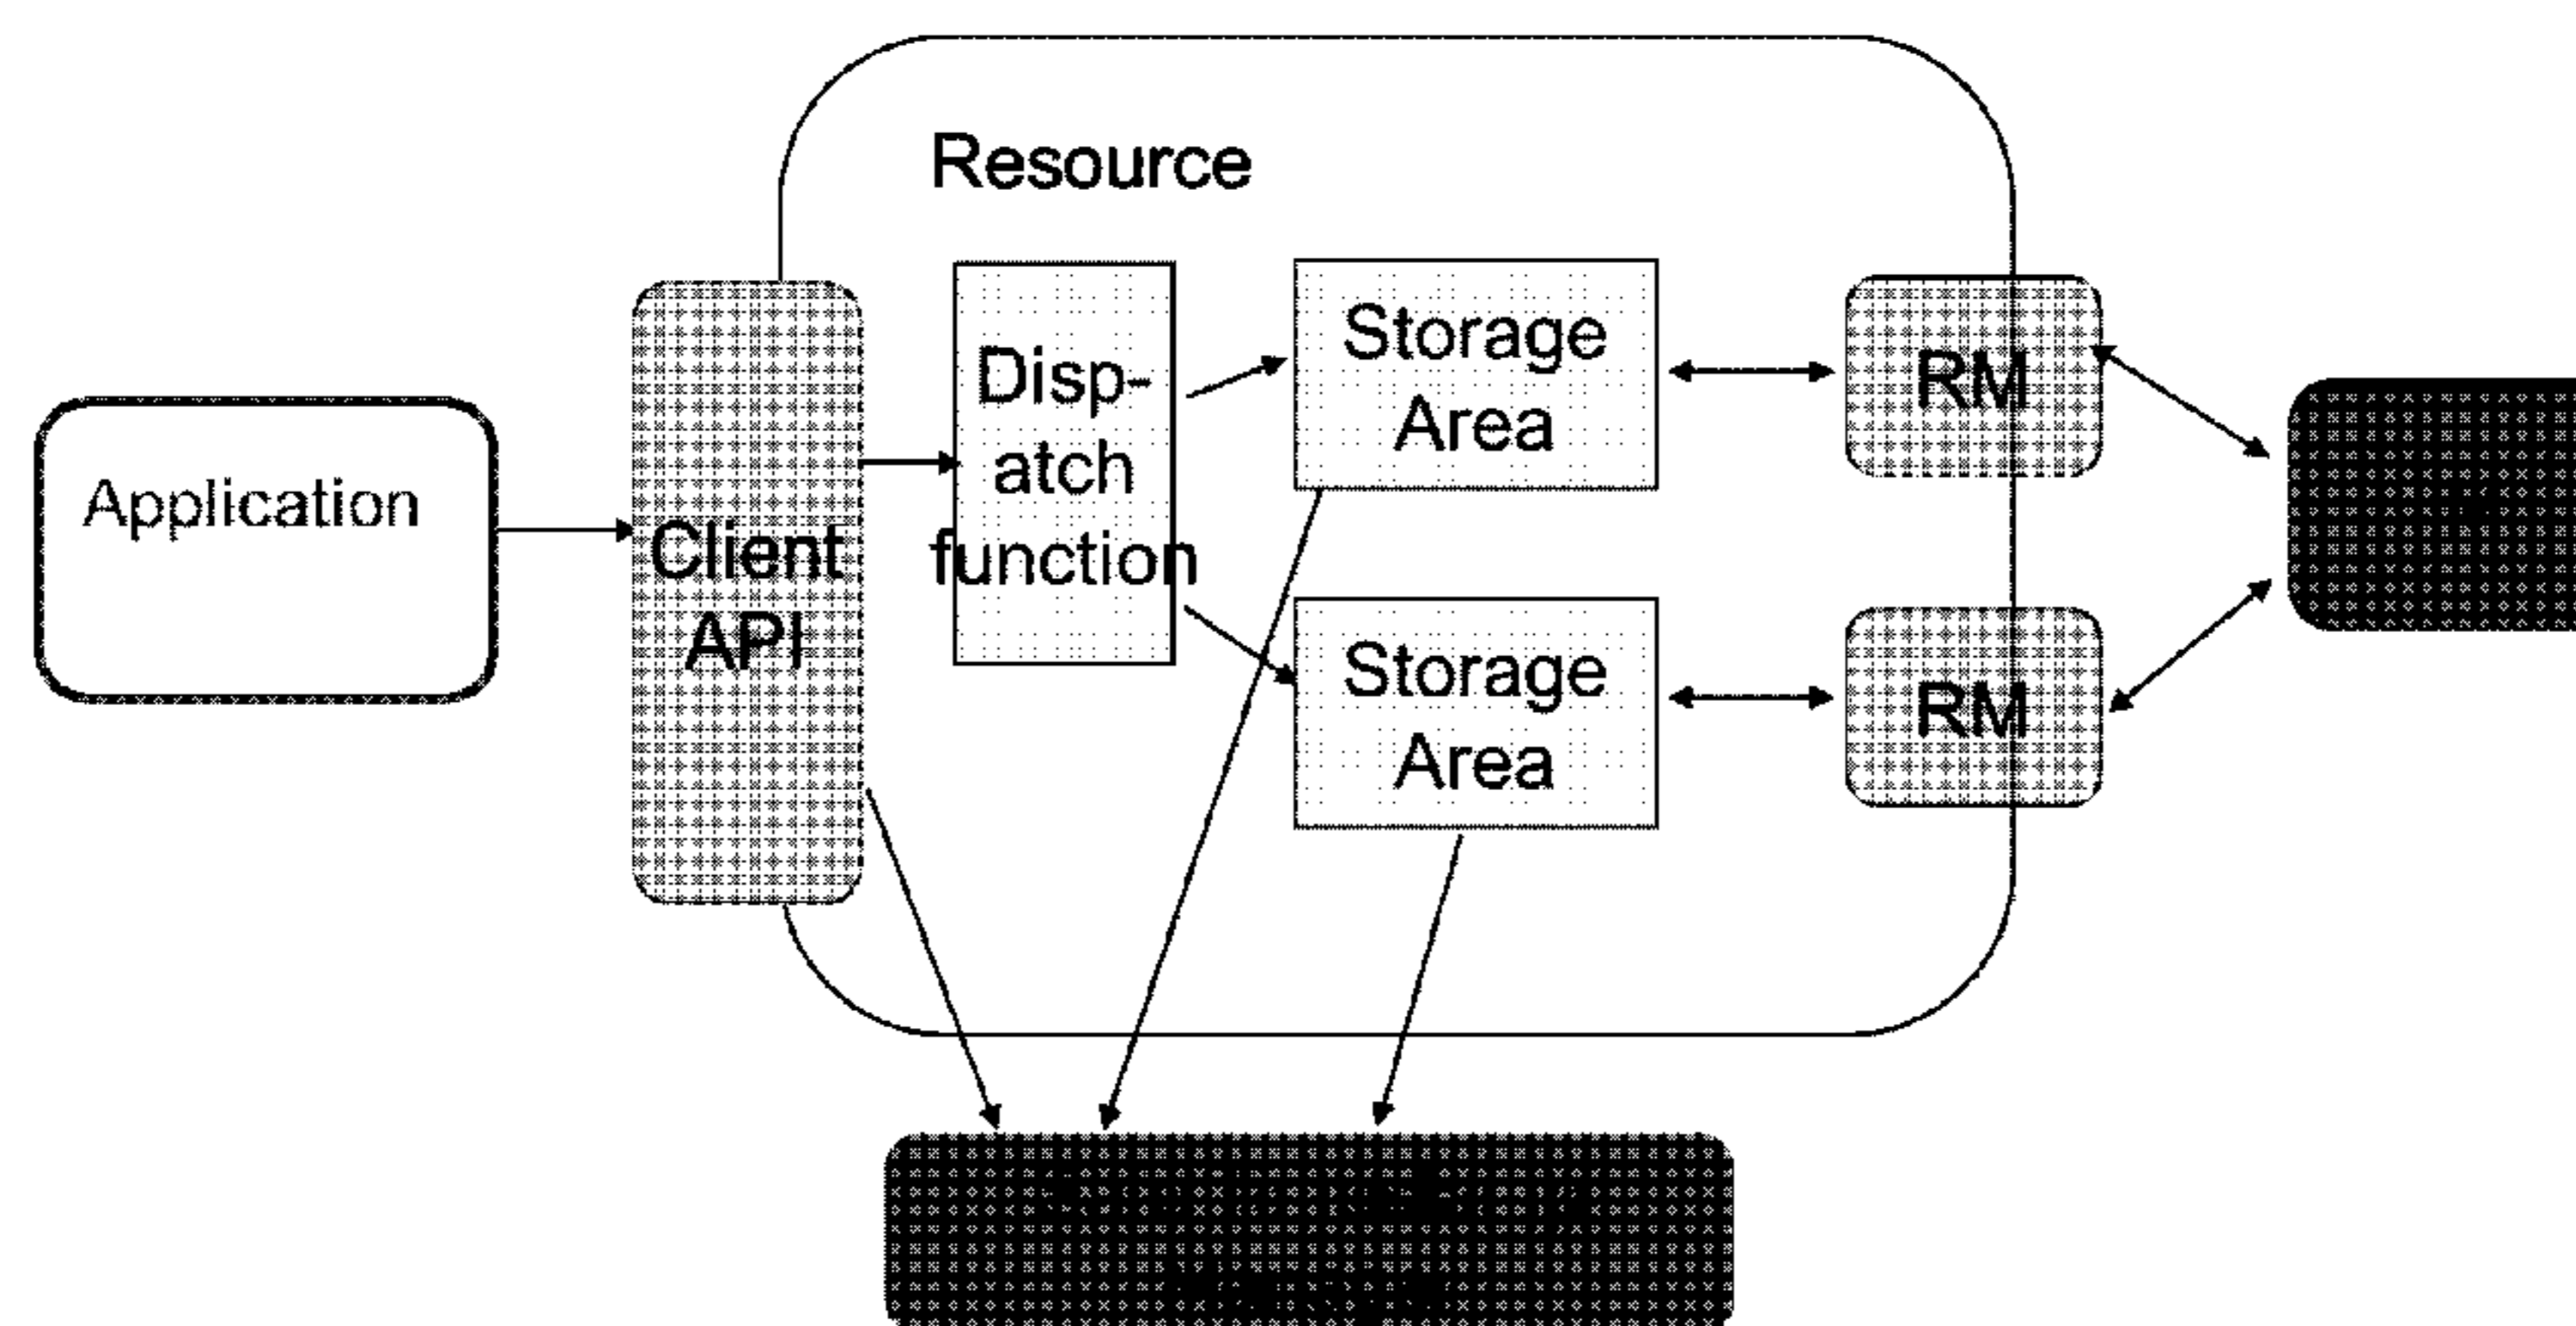 Resource
Application
Client
API
Disp-
atch
function
Storage
Area
Storage
Area
RM
RM